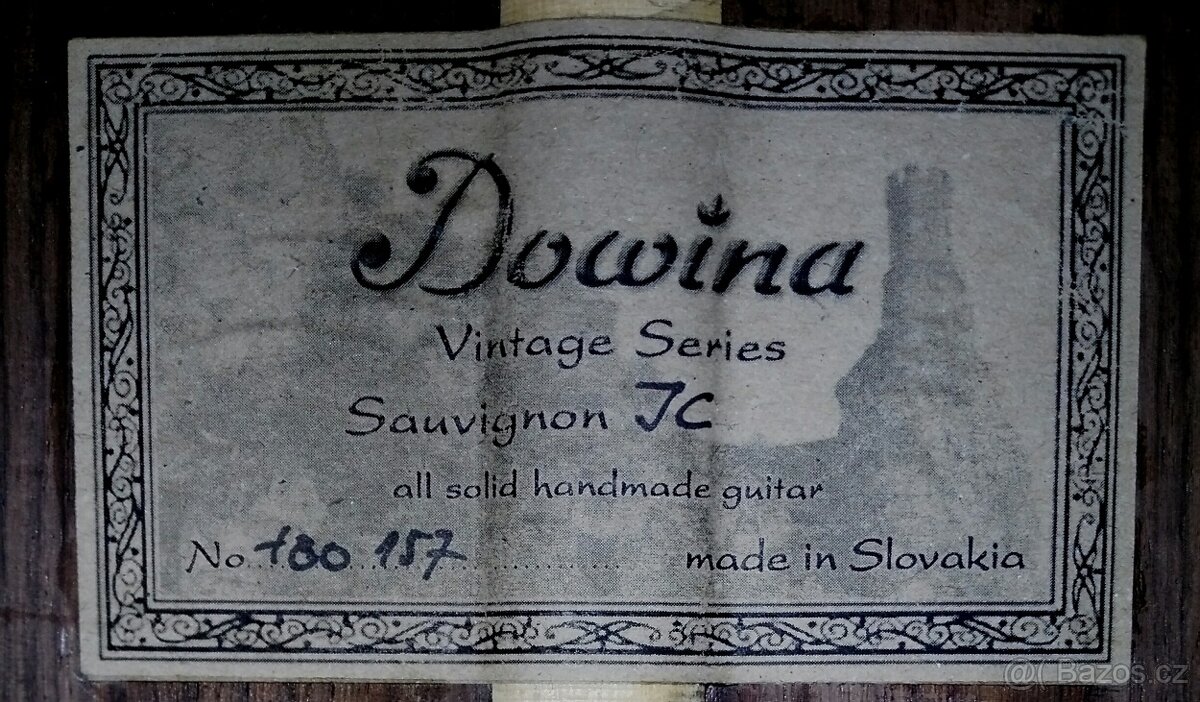 Dowina
Vintage Series
Sauvignon JC
all solid handmade guitar
No 180 157 made in Slovakia
@( Bazos.cz